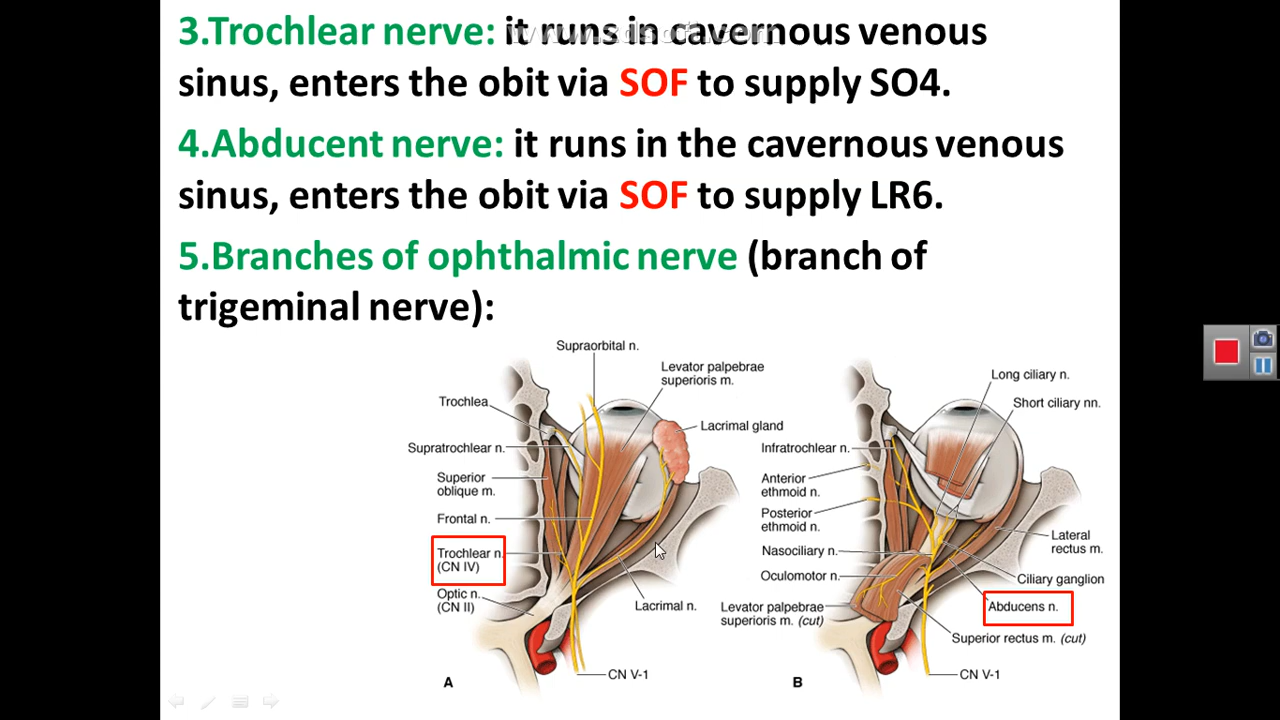 3.Trochlear nerve: it runs in cavernous venous
sinus, enters the obit via SOF to supply SO4.
4.Abducent nerve: it runs in the cavernous venous
sinus, enters the obit via SOF to supply LR6.
5.Branches of ophthalmic nerve (branch of
trigeminal nerve):
Supraorbital n.
Levator palpebrae
superioris m.
Trochlea
Lacrimal gland
Supratrochlear n.
Superior
oblique m.
Frontal n.
Trochlear n.
(CN IV)
Optic n.
(CN II)
Lacrimal n.
CN V-1
A
Long ciliary n.
Short ciliary nn.
Infratrochlear n.
Anterior
ethmoid n.
Posterior
ethmoid n.
Lateral
rectus m.
Nasociliary n.
Oculomotor n.
Ciliary ganglion
Levator palpebrae
superioris m. (cut)
Abducens n.
Superior rectus m. (cut)
CN V-1
B